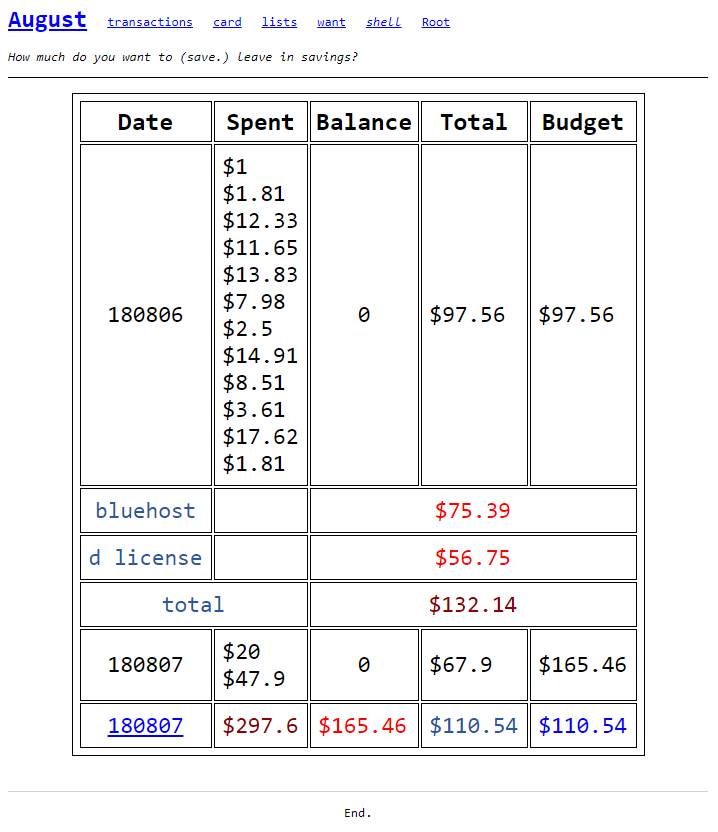 August transactions card lists want shell Root
How much do you want to (save.) leave in savings?
Date Spent Balance Total Budget
$1
$1.81
$12.33
$11.65
$13.83
$7.98
180806 0 $97.56 $97.56
$2.5
$14.91
$8.51
$3.61
$17.62
$1.81
bluehost $75.39
d license $56.75
total $132.14
$20
180807 0 $67.9 $165.46
$47.9
180807 $297.6 $165.46 $110.54 $110.54
End.